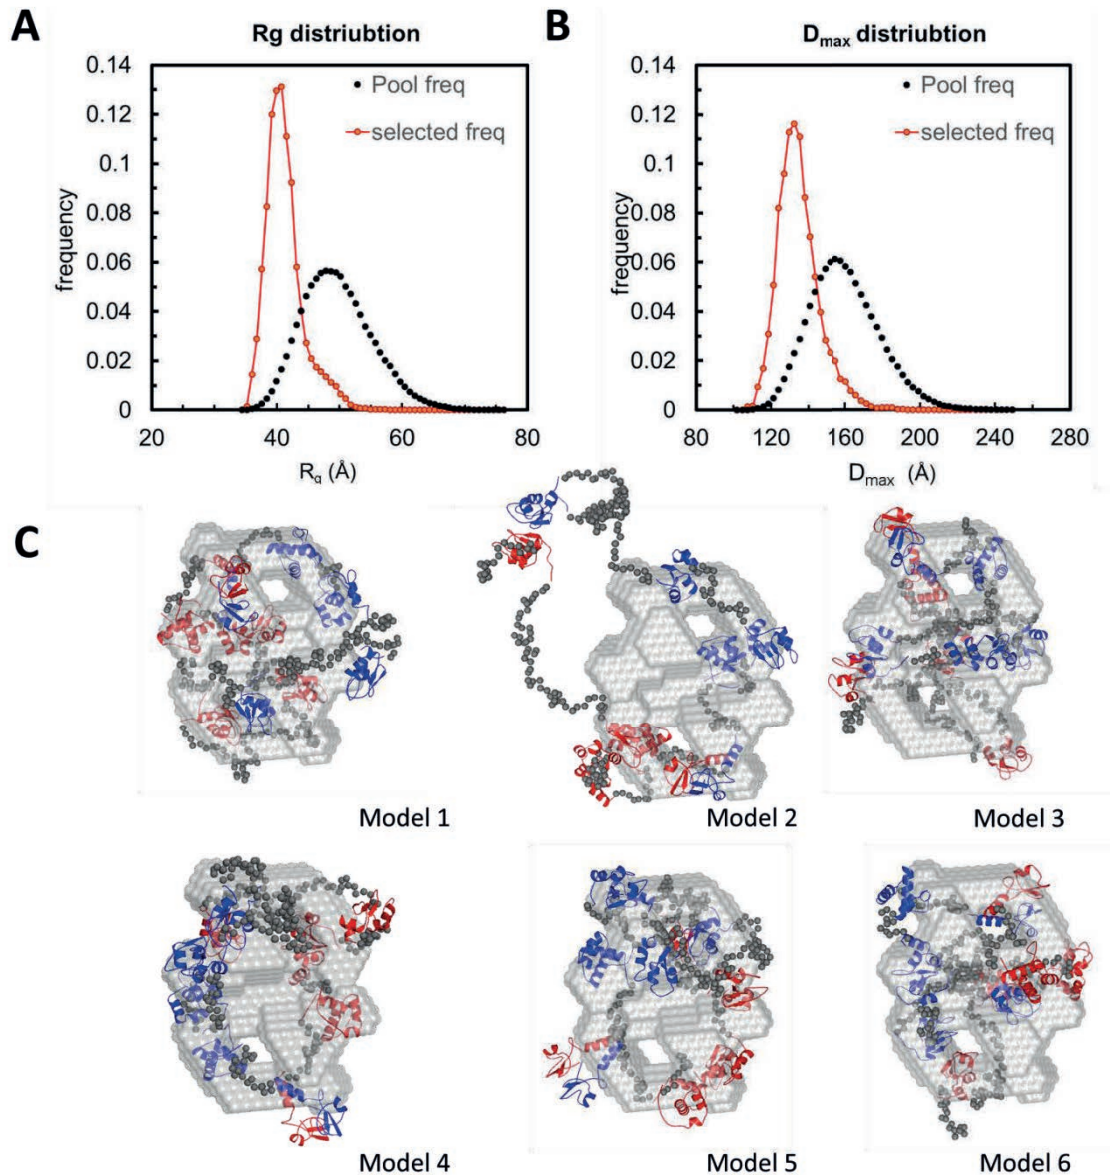 A
Rg distriubtion
0.14
0.12
0.1
0.08
0.06
0.04
0.02
0
frequency
Pool freq
selected freq
20
40
60
80
Rg (Å)
B
Dmax distriubtion
0.14
0.12
0.1
0.08
0.06
0.04
0.02
0
frequency
Pool freq
selected freq
80
120
160
200
240
280
Dmax (Å)
C
Model 1
Model 2
Model 3
Model 4
Model 5
Model 6